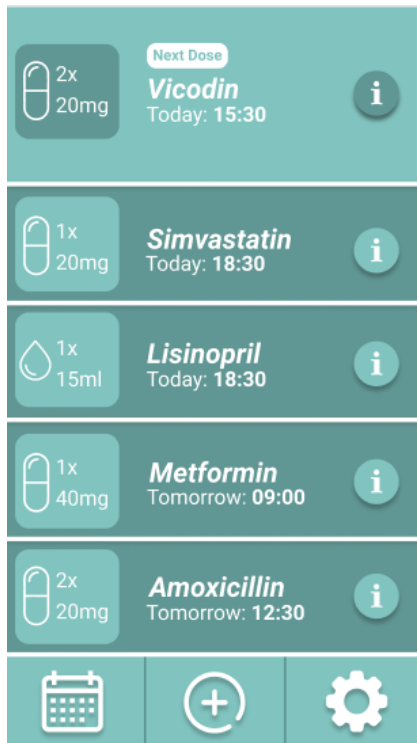 Next Dose
2x
20mg
Vicodin
Today: 15:30
i
1x
20mg
Simvastatin
Today: 18:30
i
1x
15ml
Lisinopril
Today: 18:30
i
1x
40mg
Metformin
Tomorrow: 09:00
i
2x
20mg
Amoxicillin
Tomorrow: 12:30
i